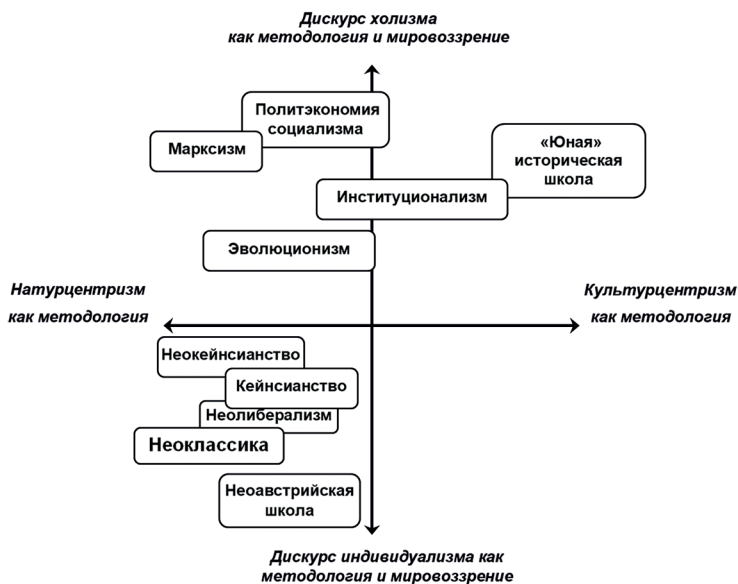 Дискурс холизма
как методология и мировоззрение
Политэкономия
социализма
Марксизм
«Юная»
историческая
школа
Институционализм
Эволюционизм
Натурцентризм
как методология
Культурцентризм
как методология
Неокейнсианство
Кейнсианство
Неолиберализм
Неоклассика
Неоавстрийская
школа
Дискурс индивидуализма как
методология и мировоззрение